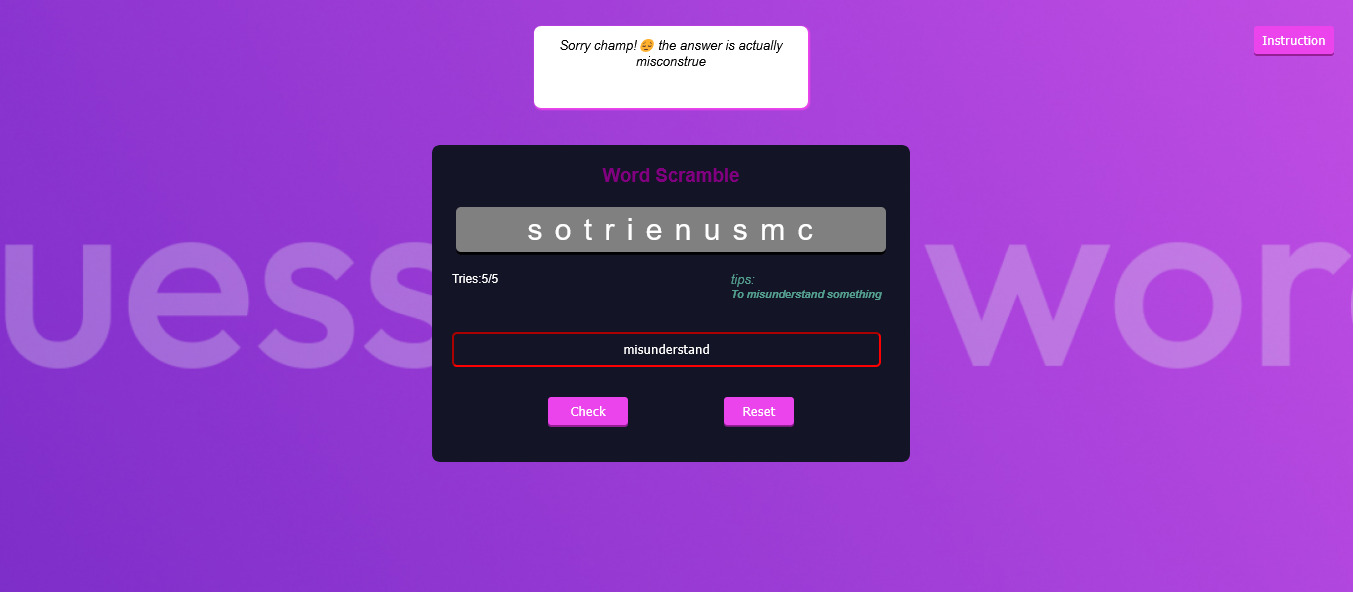 Sorry champ! 😔 the answer is actually
misconstrue
Instruction
Word Scramble
s o t r i e n u s m c
Tries:5/5
tips:
To misunderstand something
uess
wor
misunderstand
Check
Reset